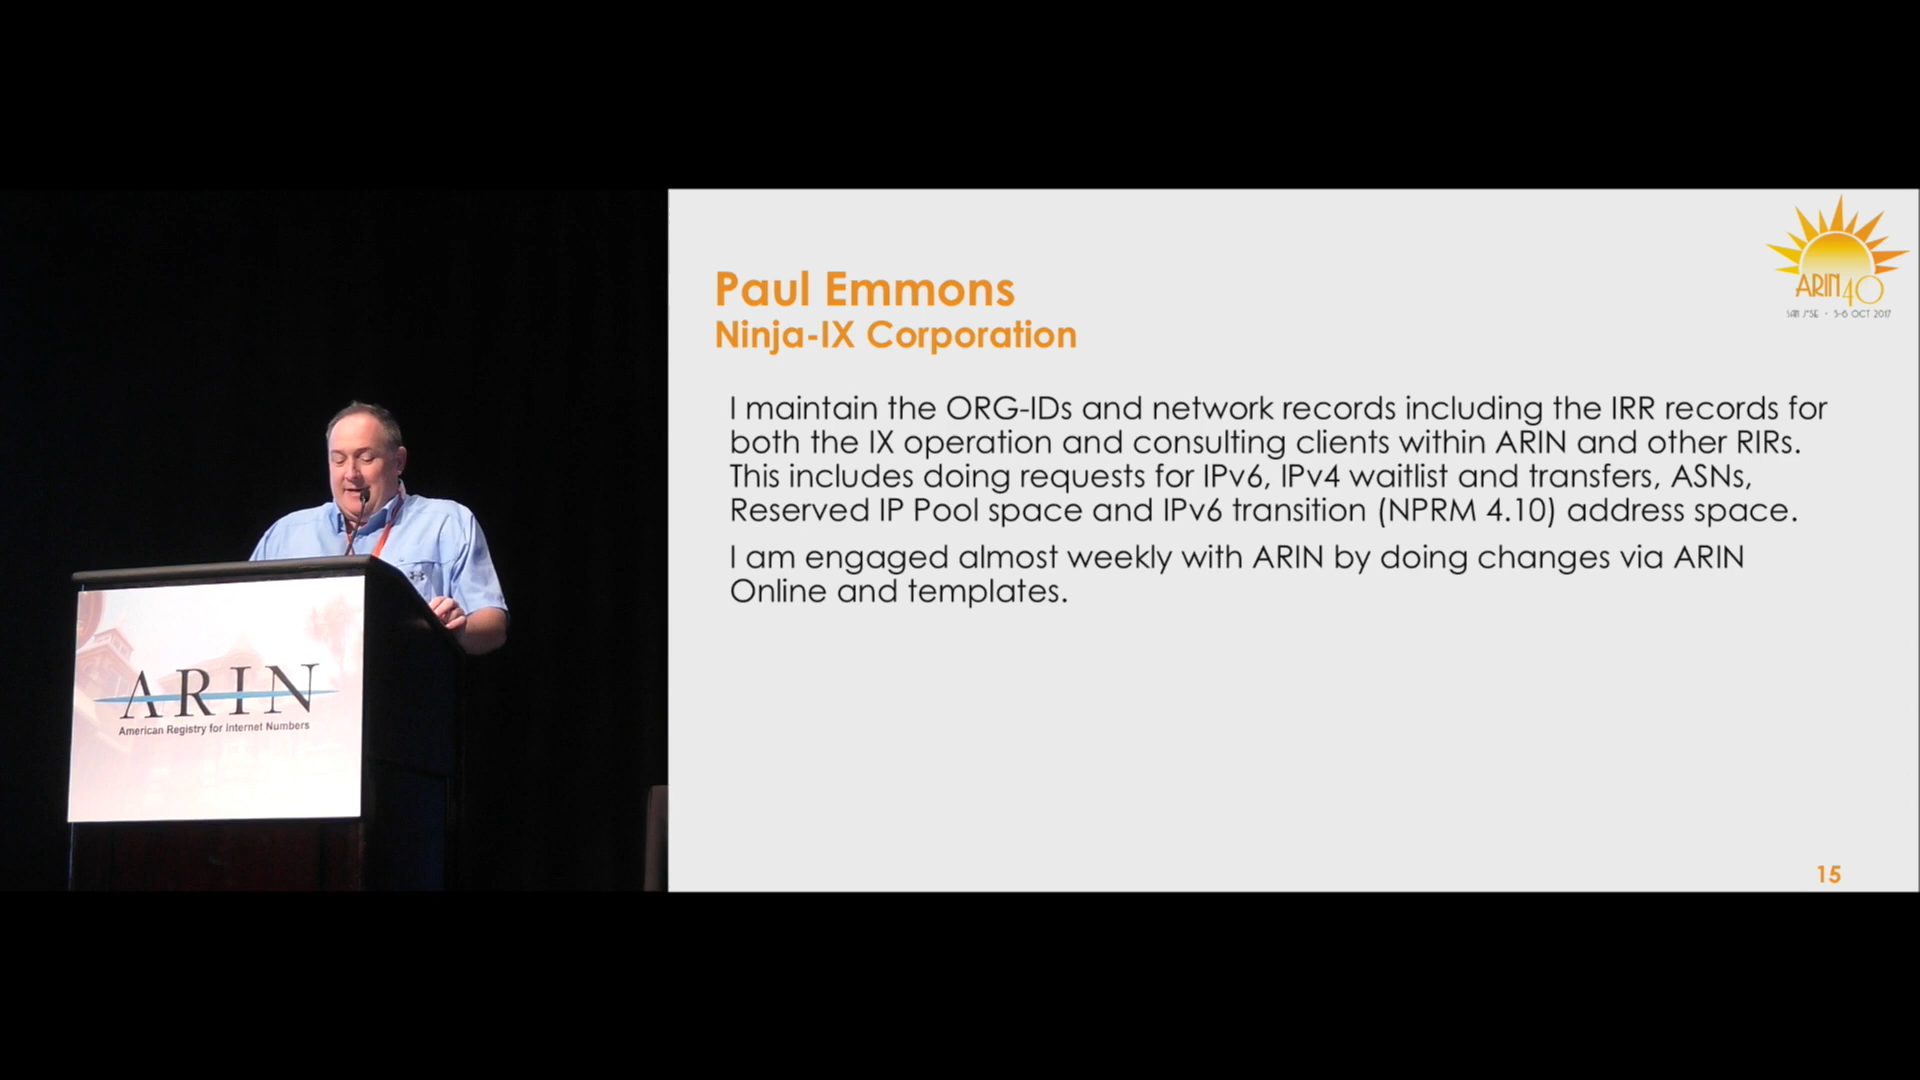 Paul Emmons
Ninja-IX Corporation
I maintain the ORG-IDs and network records including the IRR records for
both the IX operation and consulting clients within ARIN and other RIRs.
This includes doing requests for IPv6, IPv4 waitlist and transfers, ASNs,
Reserved IP Pool space and IPv6 transition (NPRM 4.10) address space.
I am engaged almost weekly with ARIN by doing changes via ARIN
Online and templates.
15
ARIN 40
SAN JOSE · 5-6 OCT 2017
ARIN
American Registry for Internet Numbers